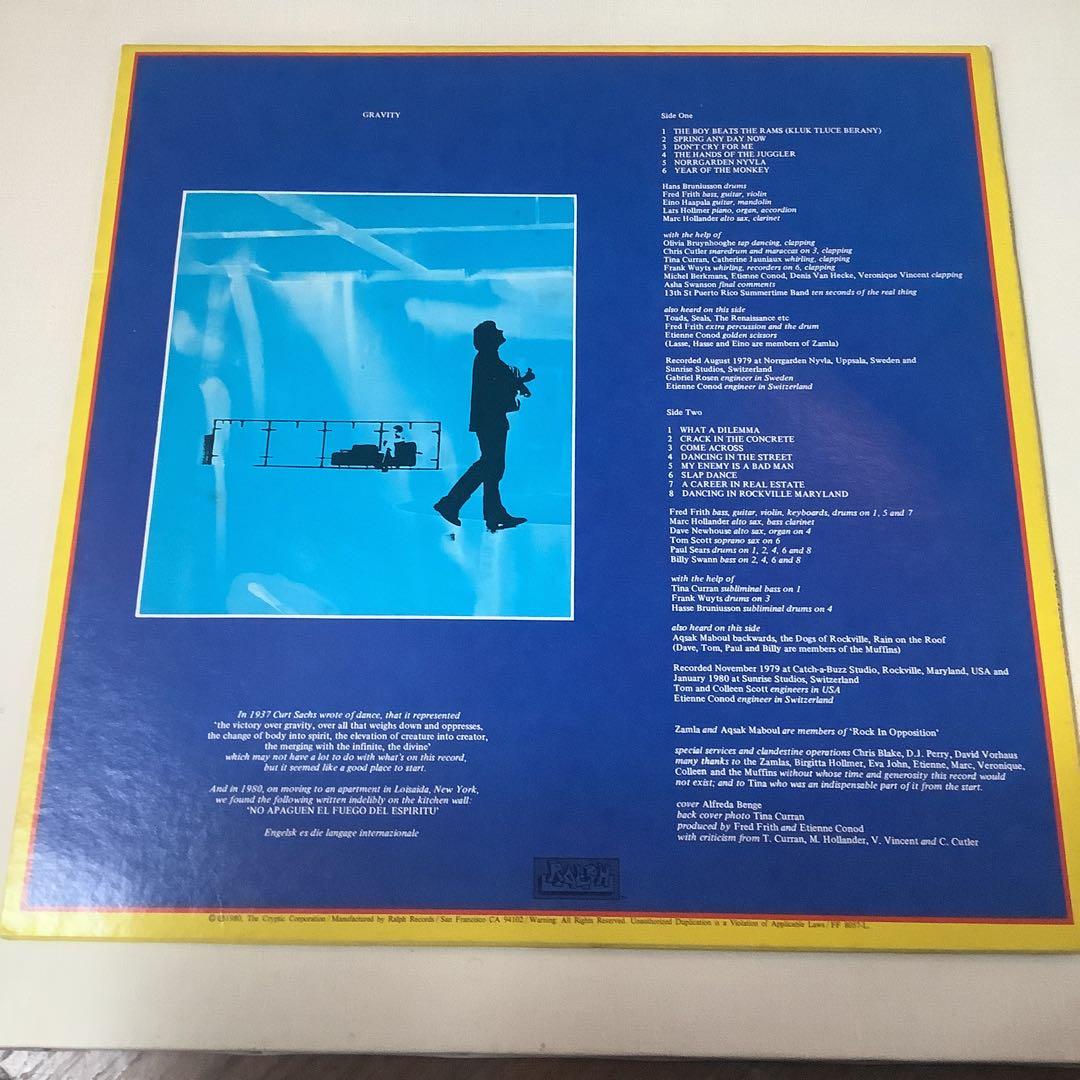 GRAVITY
In 1937 Curt Sachs wrote of dance, that it represented
'the victory over gravity, over all that weighs down and oppresses,
the change of body into spirit, the elevation of creature into creator,
the merging with the infinite, the divine'
which may not have a lot to do with what's on this record,
but it seemed like a good place to start.
And in 1980, on moving to an apartment in Loisaida, New York,
we found the following written indelibly on the kitchen wall:
'NO APAGUEN EL FUEGO DEL ESPIRITU'
Engelsk es die langage internazionale
Side One
1 THE BOY BEATS THE RAMS (KLUK TLUCE BERANY)
2 SPRING ANY DAY NOW
3 DON'T CRY FOR ME
4 THE HANDS OF THE JUGGLER
5 NORRGARDEN NYVLA
6 YEAR OF THE MONKEY
Hans Bruniusson drums
Fred Frith bass, guitar, violin
Eino Haapala guitar, mandolin
Lars Hollmer piano, organ, accordion
Marc Hollander alto sax, clarinet
with the help of
Olivia Bruynhooghe tap dancing, clapping
Chris Cutler snaredrum and maraccas on 3, clapping
Tina Curran, Catherine Jauniaux whirling, clapping
Frank Wuyts whirling, recorders on 6, clapping
Michel Berkmans, Etienne Conod, Denis Van Hecke, Veronique Vincent clapping
Asha Swanson final comments
13th St Puerto Rico Summertime Band ten seconds of the real thing
also heard on this side
Toads, Seals, The Renaissance etc
Fred Frith extra percussion and the drum
Etienne Conod golden scissors
(Lasse, Hasse and Eino are members of Zamla)
Recorded August 1979 at Norrgarden Nyvla, Uppsala, Sweden and
Sunrise Studios, Switzerland
Gabriel Rosen engineer in Sweden
Etienne Conod engineer in Switzerland
Side Two
1 WHAT A DILEMMA
2 CRACK IN THE CONCRETE
3 COME ACROSS
4 DANCING IN THE STREET
5 MY ENEMY IS A BAD MAN
6 SLAP DANCE
7 A CAREER IN REAL ESTATE
8 DANCING IN ROCKVILLE MARYLAND
Fred Frith bass, guitar, violin, keyboards, drums on 1, 5 and 7
Marc Hollander alto sax, bass clarinet
Dave Newhouse alto sax, organ on 4
Tom Scott soprano sax on 6
Paul Sears drums on 1, 2, 4, 6 and 8
Billy Swann bass on 2, 4, 6 and 8
with the help of
Tina Curran subliminal bass on 1
Frank Wuyts drums on 3
Hasse Bruniusson subliminal drums on 4
also heard on this side
Aqsak Maboul backwards, the Dogs of Rockville, Rain on the Roof
(Dave, Tom, Paul and Billy are members of the Muffins)
Recorded November 1979 at Catch-a-Buzz Studio, Rockville, Maryland, USA and
January 1980 at Sunrise Studios, Switzerland
Tom and Colleen Scott engineers in USA
Etienne Conod engineer in Switzerland
Zamla and Aqsak Maboul are members of 'Rock In Opposition'
special services and clandestine operations Chris Blake, D.J. Perry, David Vorhaus
many thanks to the Zamlas, Birgitta Hollmer, Eva John, Etienne, Marc, Veronique,
Colleen and the Muffins without whose time and generosity this record would
not exist; and to Tina who was an indispensable part of it from the start.
cover Alfreda Benge
back cover photo Tina Curran
produced by Fred Frith and Etienne Conod
with criticism from T. Curran, M. Hollander, V. Vincent and C. Cutler
RALPH
1980, The Cryptic Corporation / Manufactured by Ralph Records / San Francisco CA 94102 / Warning: All Rights Reserved. Unauthorized Duplication is a Violation of Applicable Laws / FF 8057-L.